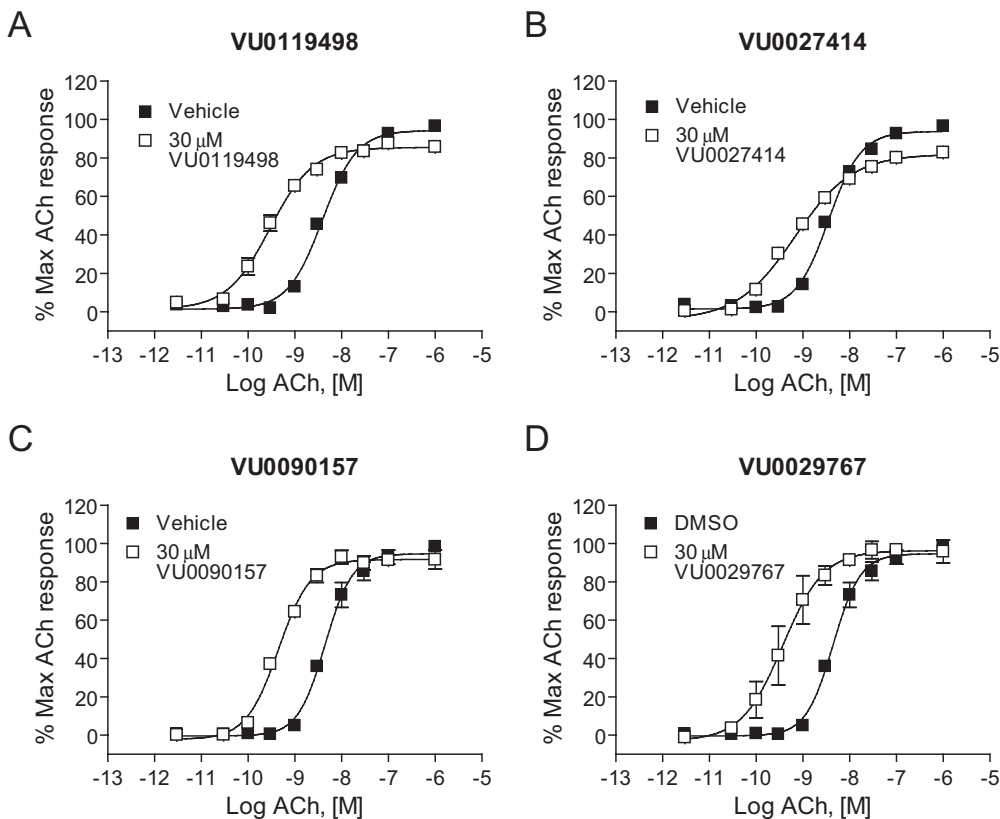 A
VU0119498
120
100
80
60
40
20
0
% Max ACh response
Vehicle
30 μM
VU0119498
-13 -12 -11 -10 -9 -8 -7 -6 -5
Log ACh, [M]
B
VU0027414
120
100
80
60
40
20
0
% Max ACh response
Vehicle
30 μM
VU0027414
-13 -12 -11 -10 -9 -8 -7 -6 -5
Log ACh, [M]
C
VU0090157
120
100
80
60
40
20
0
% Max ACh response
Vehicle
30 μM
VU0090157
-13 -12 -11 -10 -9 -8 -7 -6 -5
Log ACh, [M]
D
VU0029767
120
100
80
60
40
20
0
% Max ACh response
DMSO
30 μM
VU0029767
-13 -12 -11 -10 -9 -8 -7 -6 -5
Log ACh, [M]